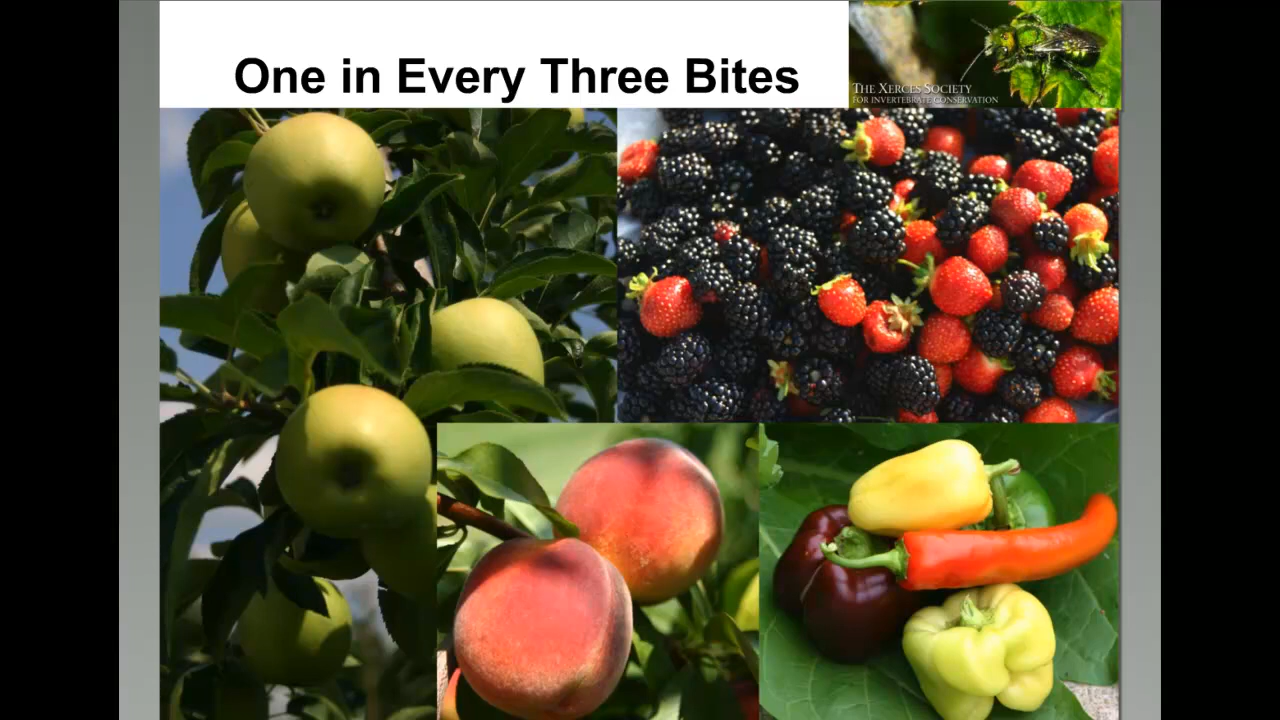 One in Every Three Bites
THE XERCES SOCIETY
FOR INVERTEBRATE CONSERVATION